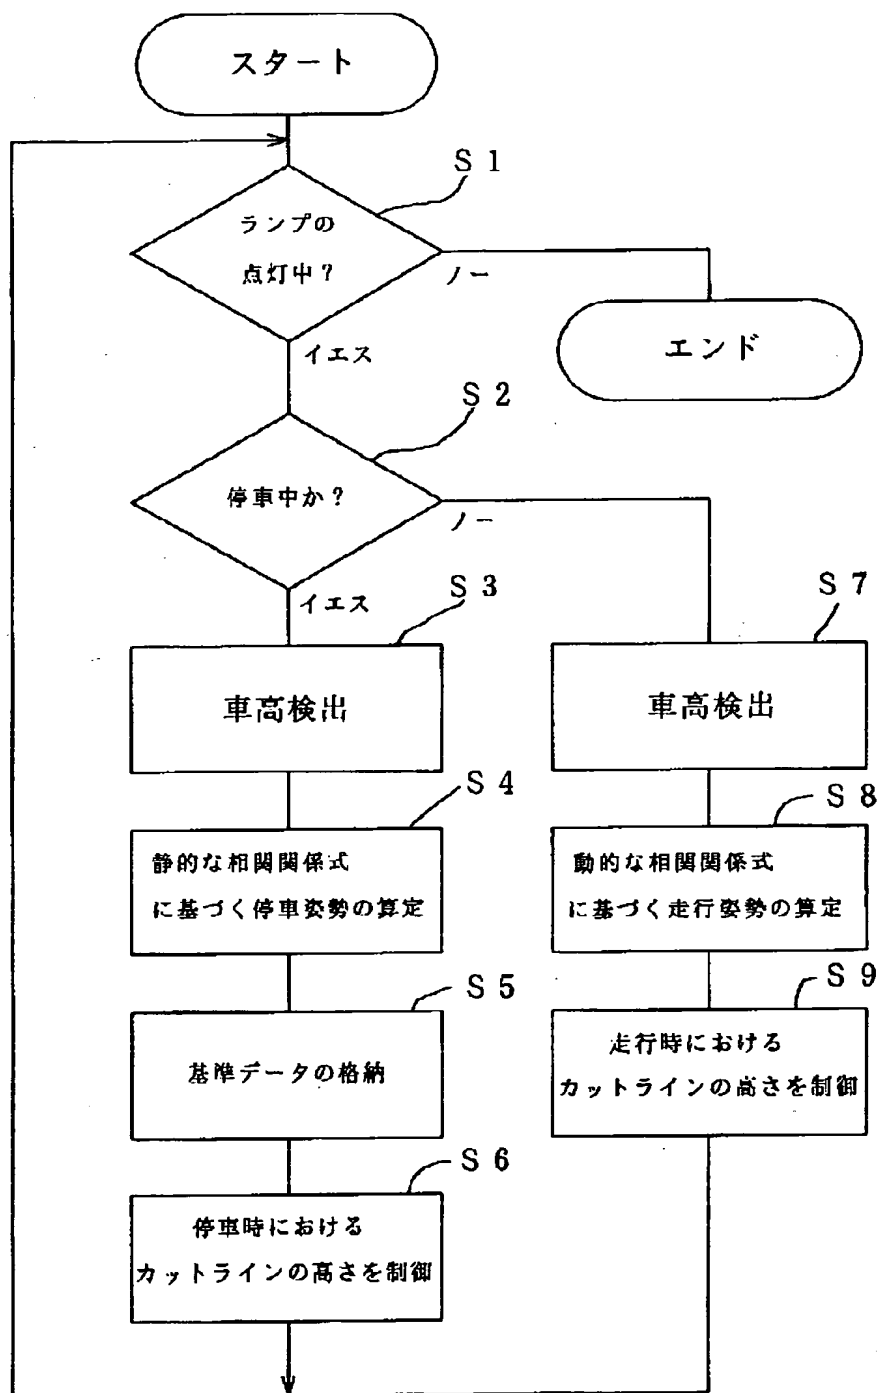 スタート
S 1
ランプの
点灯中?
ノー
エンド
イエス
S 2
停車中か?
ノー
イエス
S 3
車高検出
S 4
静的な相関関係式
に基づく停車姿勢の算定
S 5
基準データの格納
S 6
停車時における
カットラインの高さを制御
S 7
車高検出
S 8
動的な相関関係式
に基づく走行姿勢の算定
S 9
走行時における
カットラインの高さを制御